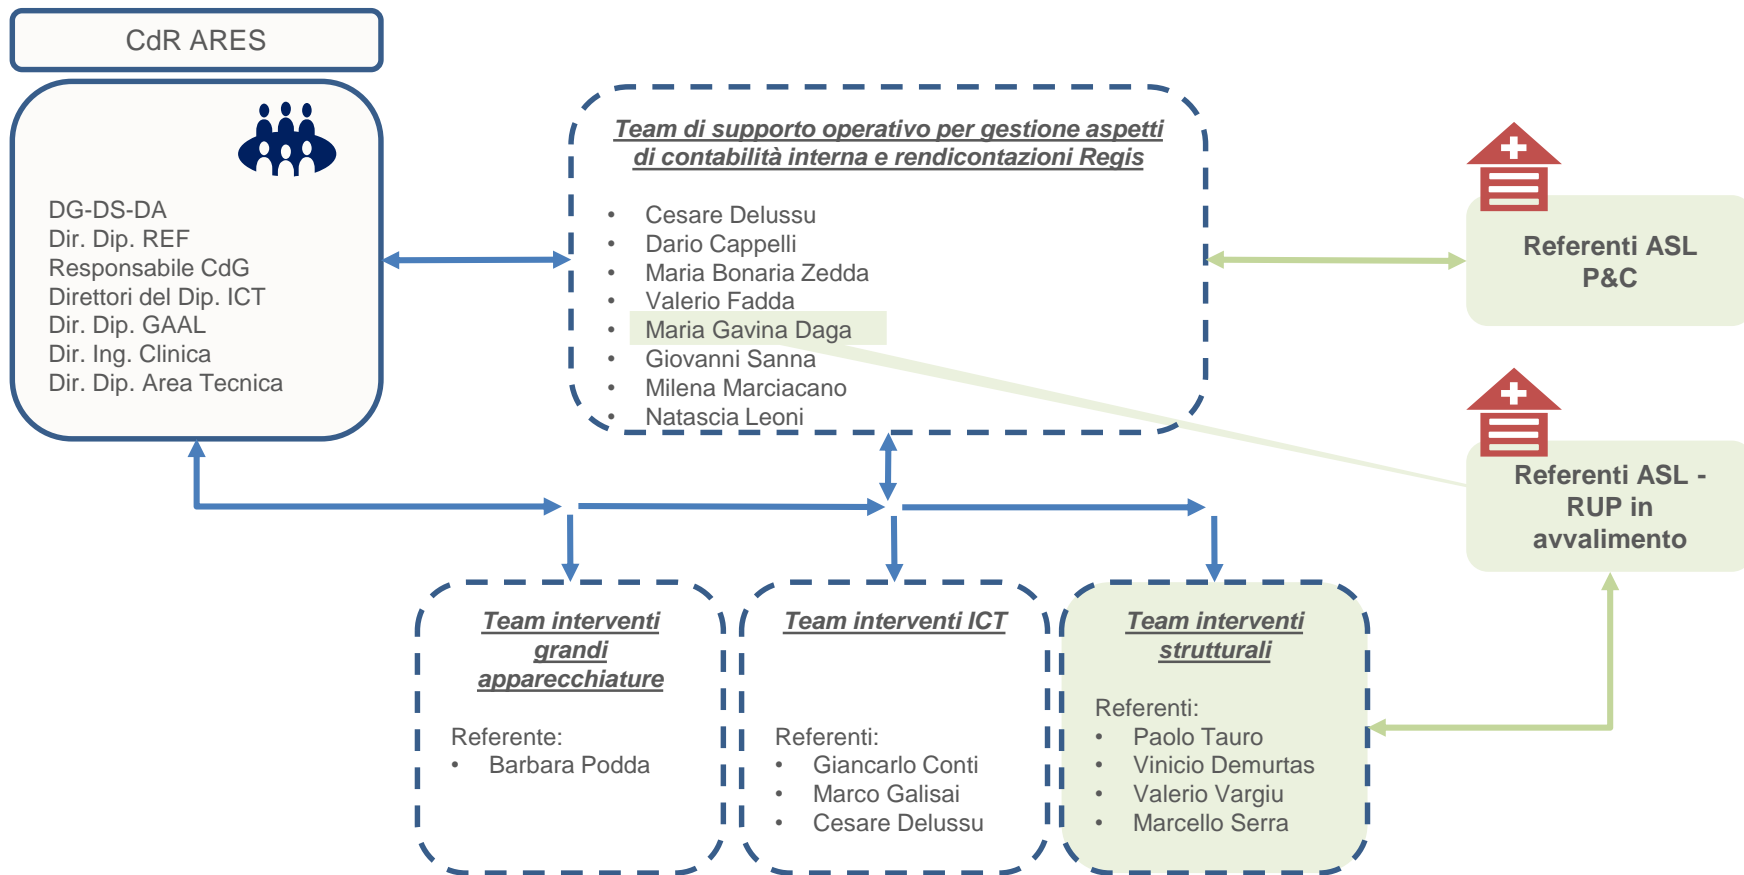 CdR ARES
DG-DS-DA
Dir. Dip. REF
Responsabile CdG
Direttori del Dip. ICT
Dir. Dip. GAAL
Dir. Ing. Clinica
Dir. Dip. Area Tecnica
Team di supporto operativo per gestione aspetti
di contabilità interna e rendicontazioni Regis
• Cesare Delussu
• Dario Cappelli
• Maria Bonaria Zedda
• Valerio Fadda
• Maria Gavina Daga
• Giovanni Sanna
• Milena Marciacano
• Natascia Leoni
Referenti ASL
P&C
Referenti ASL -
RUP in
avvalimento
Team interventi
grandi
apparecchiature
Referente:
• Barbara Podda
Team interventi ICT
Referenti:
• Giancarlo Conti
• Marco Galisai
• Cesare Delussu
Team interventi
strutturali
Referenti:
• Paolo Tauro
• Vinicio Demurtas
• Valerio Vargiu
• Marcello Serra